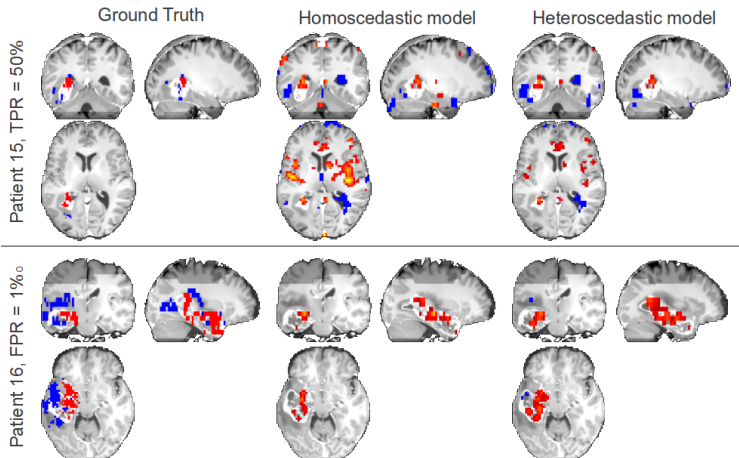 Ground Truth
Homoscedastic model
Heteroscedastic model
Patient 15, TPR = 50%
Patient 16, FPR = 1‰